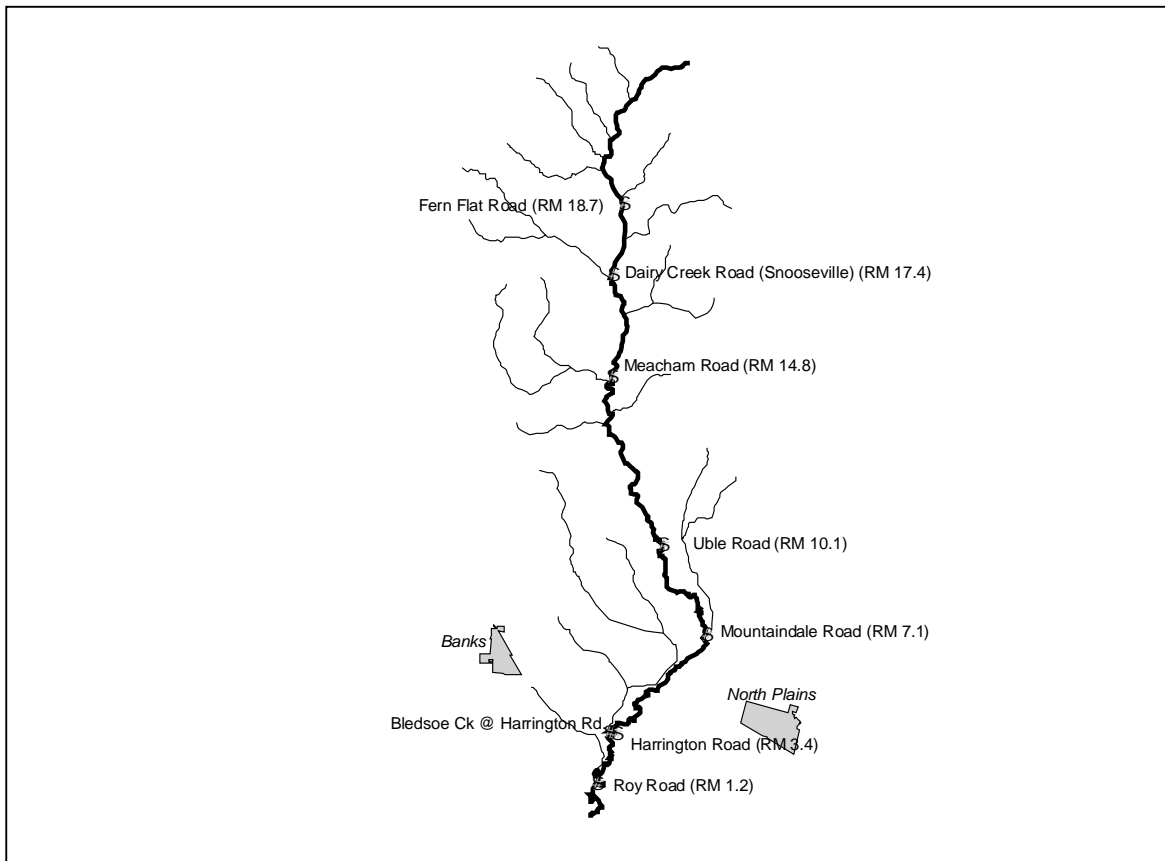 Fern Flat Road (RM 18.7)
Dairy Creek Road (Snooseville) (RM 17.4)
Meacham Road (RM 14.8)
Uble Road (RM 10.1)
Mountaindale Road (RM 7.1)
Banks
North Plains
Bledsoe Ck @ Harrington Rd
Harrington Road (RM 3.4)
Roy Road (RM 1.2)